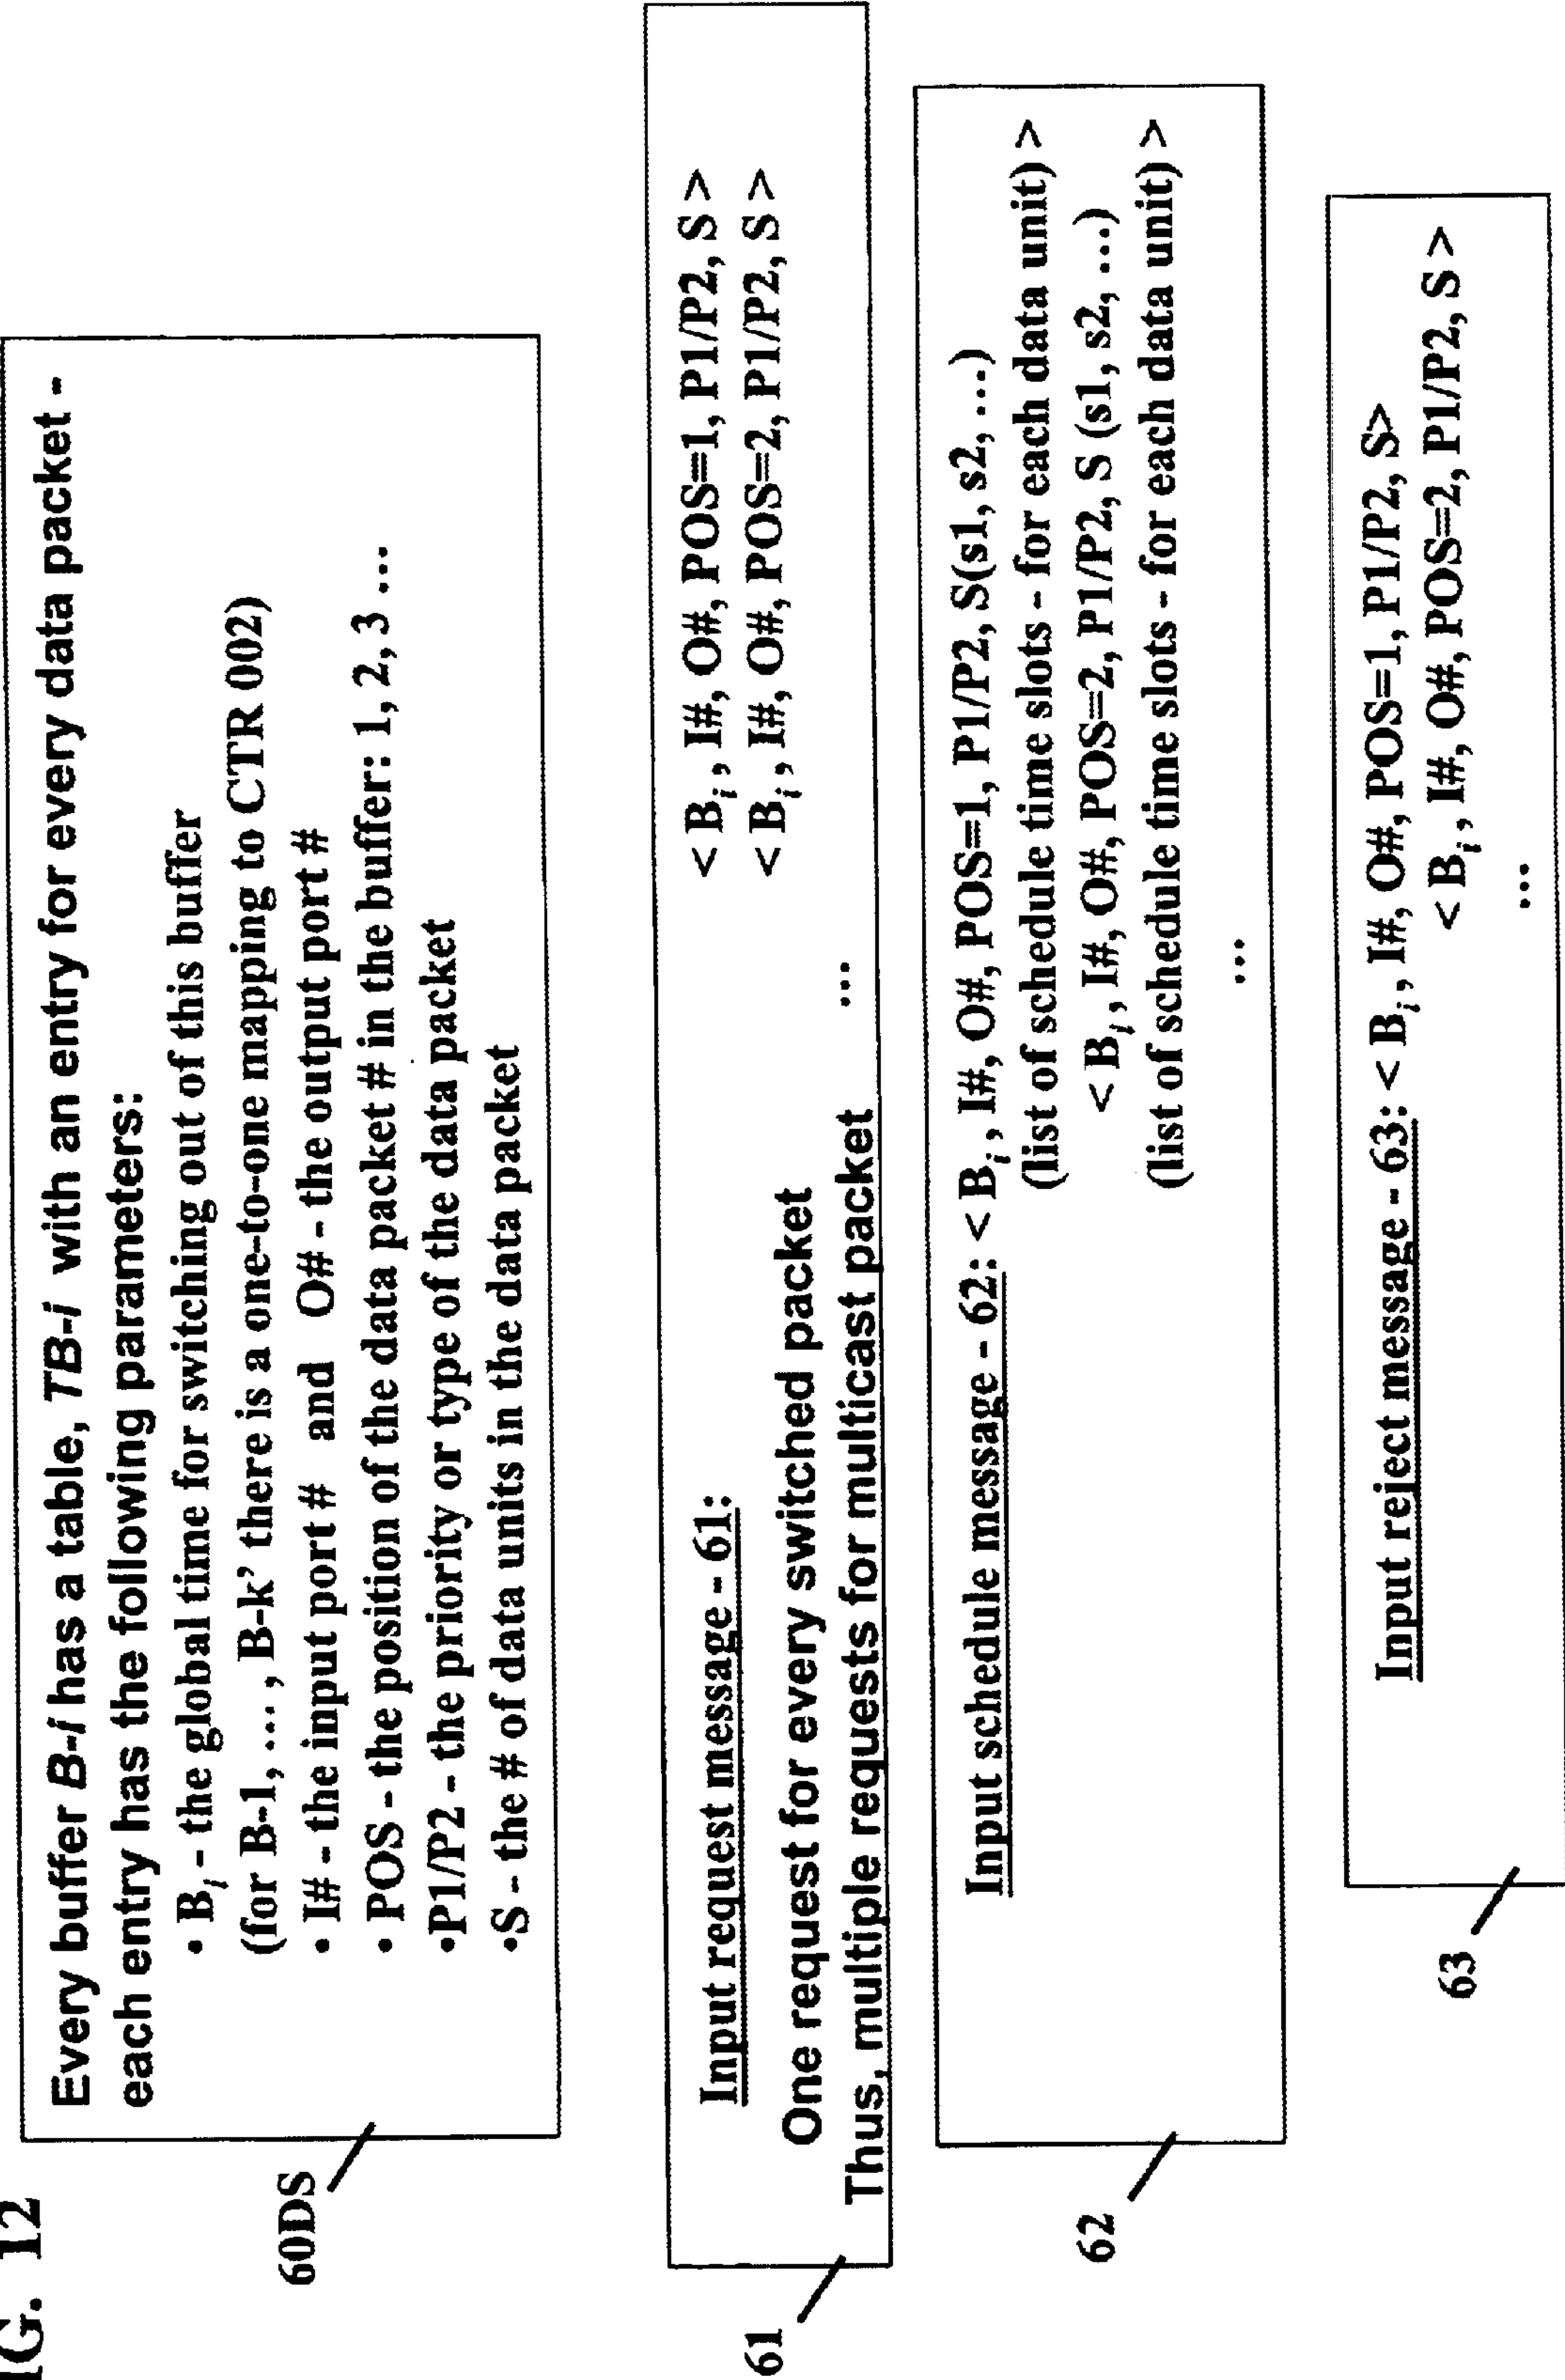 IG. 12
60DS
Every buffer B-i has a table, TB-i with an entry for every data packet -
each entry has the following parameters:
• Bi - the global time for switching out of this buffer
(for B-1, ..., B-k' there is a one-to-one mapping to CTR 002)
• I# - the input port # and O# - the output port #
• POS - the position of the data packet # in the buffer: 1, 2, 3 ...
•P1/P2 - the priority or type of the data packet
•S - the # of data units in the data packet
61
Input request message - 61:
< Bi, I#, O#, POS=1, P1/P2, S >
< Bi, I#, O#, POS=2, P1/P2, S >
One request for every switched packet
Thus, multiple requests for multicast packet
...
62
Input schedule message - 62: < Bi, I#, O#, POS=1, P1/P2, S(s1, s2, ...)
(list of schedule time slots - for each data unit) >
< Bi, I#, O#, POS=2, P1/P2, S (s1, s2, ...)
(list of schedule time slots - for each data unit) >
...
63
Input reject message - 63: < Bi, I#, O#, POS=1, P1/P2, S>
< Bi, I#, O#, POS=2, P1/P2, S >
...